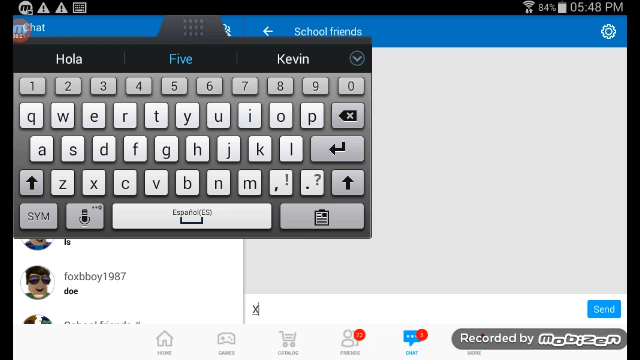 84% 05:48 PM
Chat
School friends
Hola Five Kevin
1 2 3 4 5 6 7 8 9 0
q w e r t y u i o p
a s d f g h j k l
z x c v b n m , ! . ?
SYM Español(ES)
ls
foxbboy1987
doe
School friends #
X
Send
22 1
HOME GAMES CATALOG FRIENDS CHAT MORE
Recorded by MOBIZEN